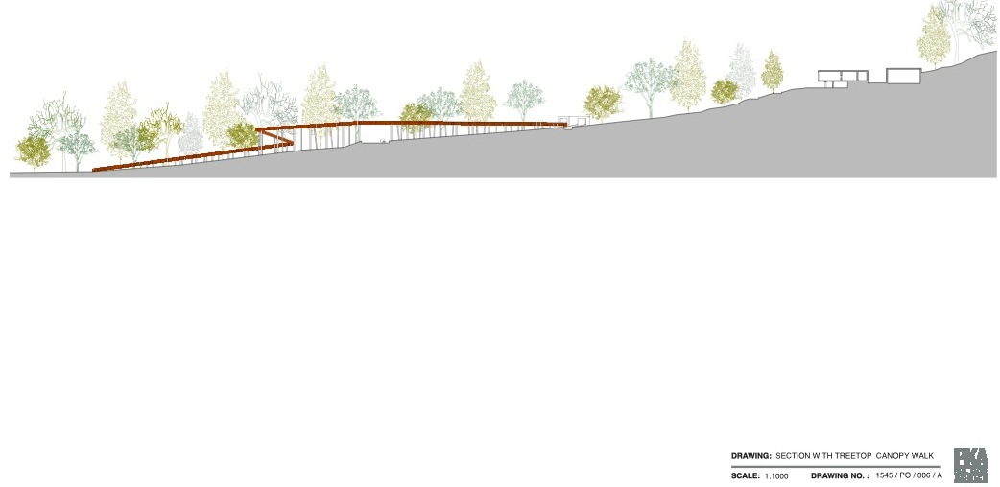 DRAWING: SECTION WITH TREETOP CANOPY WALK
SCALE: 1:1000 DRAWING NO. : 1545 / PO / 006 / A
PKA